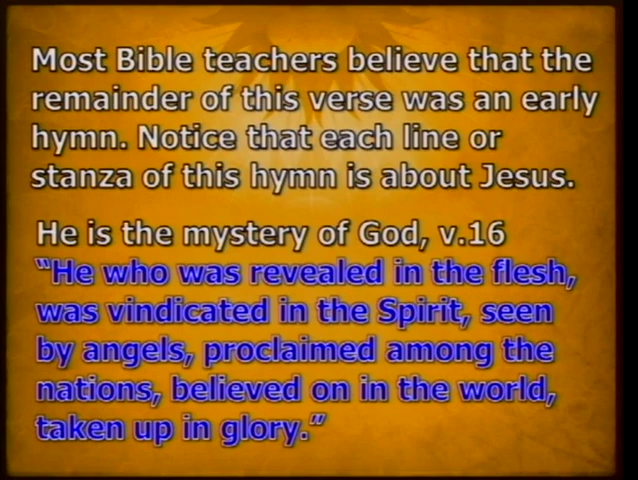 Most Bible teachers believe that the
remainder of this verse was an early
hymn. Notice that each line or
stanza of this hymn is about Jesus.
He is the mystery of God, v.16
“He who was revealed in the flesh,
was vindicated in the Spirit, seen
by angels, proclaimed among the
nations, believed on in the world,
taken up in glory.”